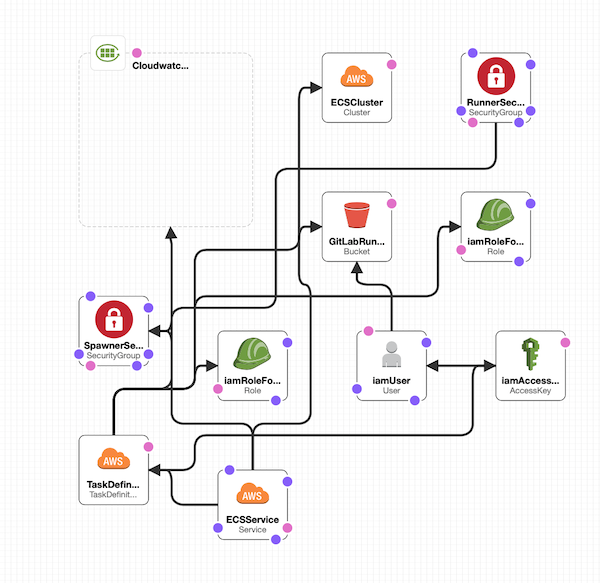 Cloudwatc...
AWS
ECSCluster
Cluster
RunnerSec...
SecurityGroup
GitLabRun...
Bucket
iamRoleFo...
Role
SpawnerSe...
SecurityGroup
iamRoleFo...
Role
iamUser
User
iamAccess...
AccessKey
AWS
TaskDefin...
TaskDefinit...
AWS
ECSService
Service